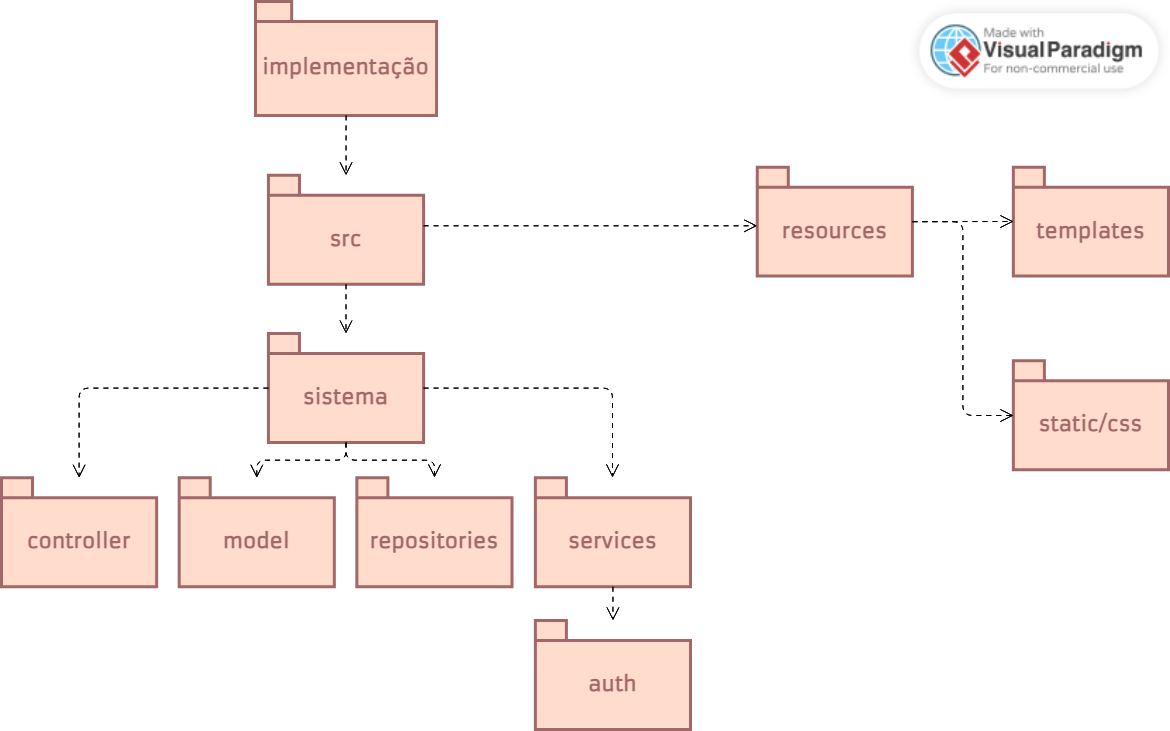 implementação
Made with
Visual Paradigm
For non-commercial use
src
resources
templates
sistema
static/css
controller
model
repositories
services
auth